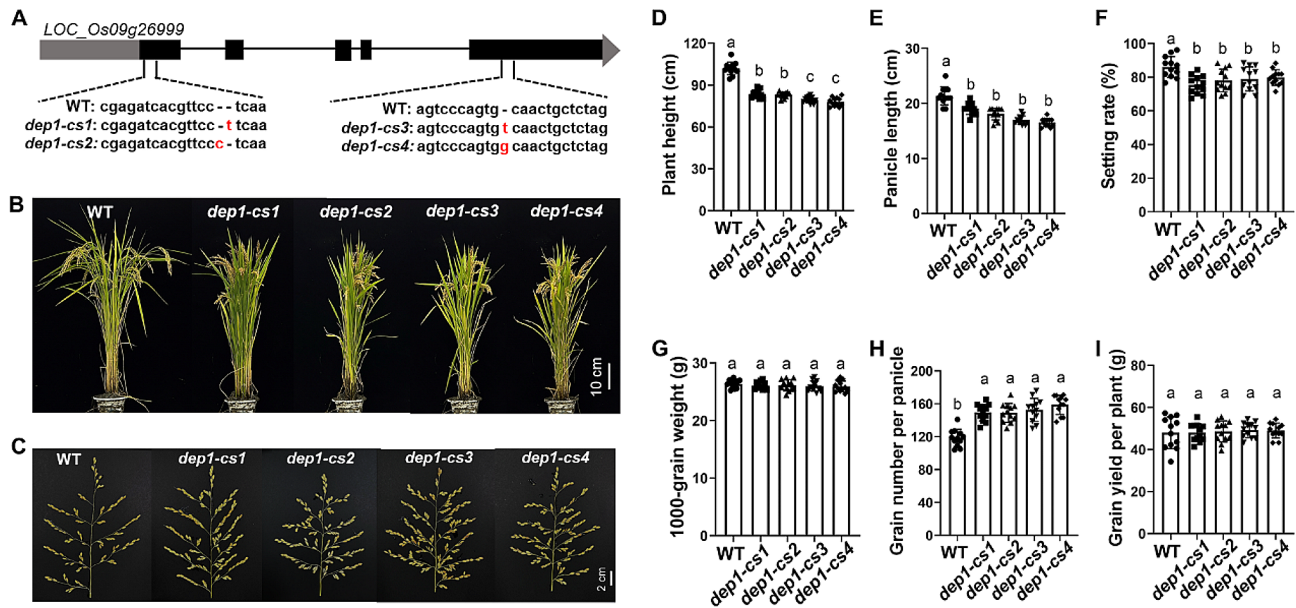 A
LOC_Os09g26999
WT: cgagatcacgttcc - - tcaa
dep1-cs1: cgagatcacgttcc - t tcaa
dep1-cs2: cgagatcacgttccc - tcaa
WT: agtcccagtg - caactgctctag
dep1-cs3: agtcccagtg t caactgctctag
dep1-cs4: agtcccagtgg caactgctctag
B
WT dep1-cs1 dep1-cs2 dep1-cs3 dep1-cs4
10 cm
C
WT dep1-cs1 dep1-cs2 dep1-cs3 dep1-cs4
2 cm
D
Plant height (cm)
120
90
60
30
0
a b b c c
WT dep1-cs1 dep1-cs2 dep1-cs3 dep1-cs4
E
Panicle length (cm)
30
20
10
0
a b b b b
WT dep1-cs1 dep1-cs2 dep1-cs3 dep1-cs4
F
Setting rate (%)
100
80
60
40
20
0
a b b b b
WT dep1-cs1 dep1-cs2 dep1-cs3 dep1-cs4
G
1000-grain weight (g)
30
20
10
0
a a a a a
WT dep1-cs1 dep1-cs2 dep1-cs3 dep1-cs4
H
Grain number per panicle
200
160
120
80
40
0
b a a a a
WT dep1-cs1 dep1-cs2 dep1-cs3 dep1-cs4
I
Grain yield per plant (g)
80
60
40
20
0
a a a a a
WT dep1-cs1 dep1-cs2 dep1-cs3 dep1-cs4